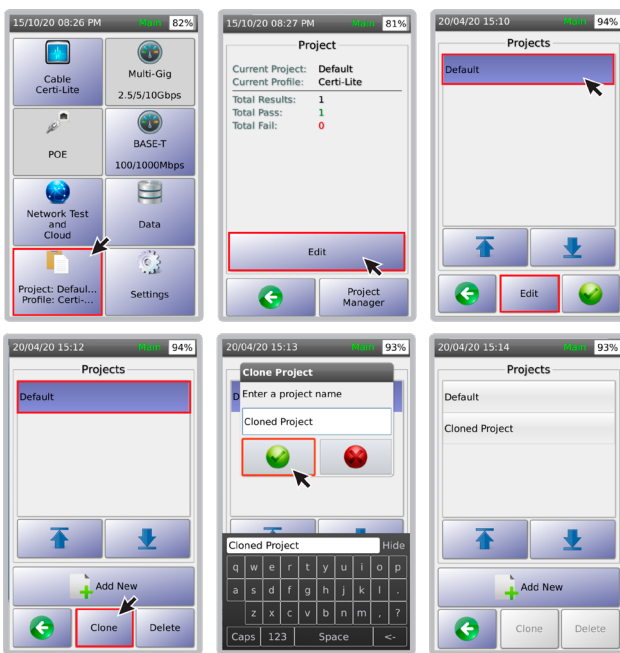 15/10/20 08:26 PM Main 82%
Cable
Certi-Lite
Multi-Gig
2.5/5/10Gbps
POE
BASE-T
100/1000Mbps
Network Test
and
Cloud
Data
Project: Defaul...
Profile: Certi-...
Settings
15/10/20 08:27 PM Main 81%
Project
Current Project: Default
Current Profile: Certi-Lite
Total Results: 1
Total Pass: 1
Total Fail: 0
Edit
Project
Manager
20/04/20 15:10 Main 94%
Projects
Default
Edit
20/04/20 15:12 Main 94%
Projects
Default
Add New
Clone
Delete
20/04/20 15:13 Main 93%
Clone Project
D
Enter a project name
Cloned Project
Cloned Project Hide
q w e r t y u i o p
a s d f g h j k l .
z x c v b n m , ?
Caps 123 Space <-
20/04/20 15:14 Main 93%
Projects
Default
Cloned Project
Add New
Clone
Delete